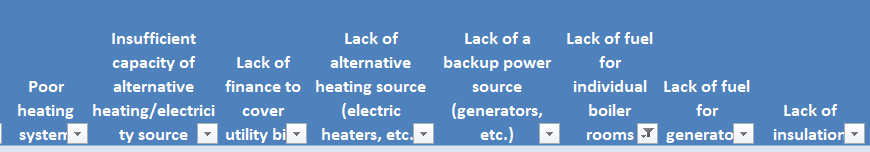 Poor
heating
system
Insufficient
capacity of
alternative
heating/electrici
ty source
Lack of
finance to
cover
utility bi
Lack of
alternative
heating source
(electric
heaters, etc.
Lack of a
backup power
source
(generators,
etc.)
Lack of fuel
for
individual
boiler
rooms
Lack of fuel
for
generato
Lack of
insulation